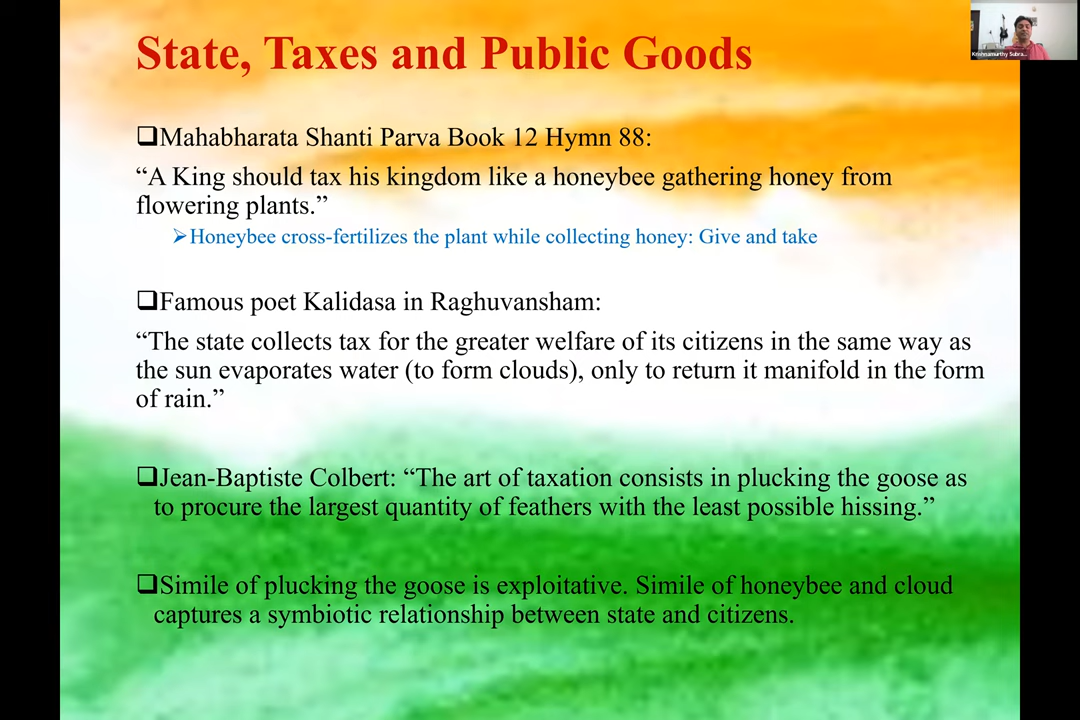 State, Taxes and Public Goods
Krishnamurthy Subra...
❑Mahabharata Shanti Parva Book 12 Hymn 88:
“A King should tax his kingdom like a honeybee gathering honey from
flowering plants.”
➢Honeybee cross-fertilizes the plant while collecting honey: Give and take
❑Famous poet Kalidasa in Raghuvansham:
“The state collects tax for the greater welfare of its citizens in the same way as
the sun evaporates water (to form clouds), only to return it manifold in the form
of rain.”
❑Jean-Baptiste Colbert: “The art of taxation consists in plucking the goose as
to procure the largest quantity of feathers with the least possible hissing.”
❑Simile of plucking the goose is exploitative. Simile of honeybee and cloud
captures a symbiotic relationship between state and citizens.